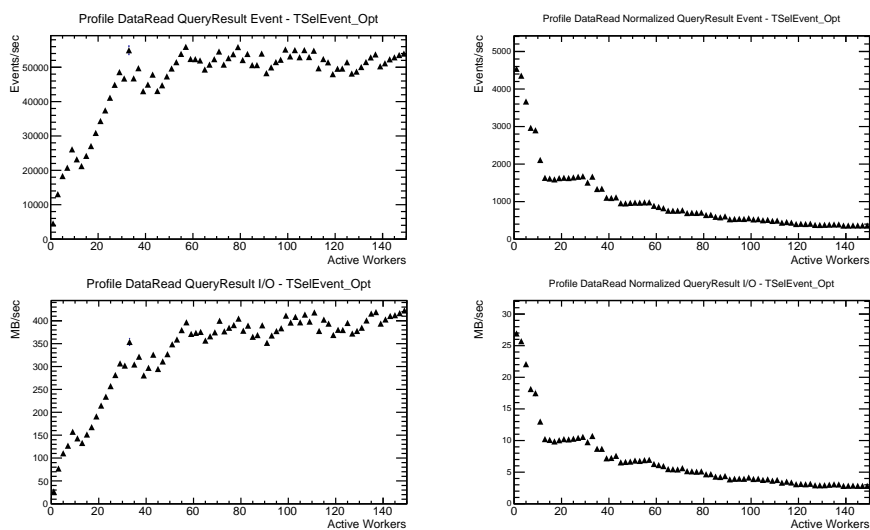 Profile DataRead QueryResult Event - TSelEvent_Opt
Events/sec
50000
40000
30000
20000
10000
0
0 20 40 60 80 100 120 140
Active Workers
Profile DataRead Normalized QueryResult Event - TSelEvent_Opt
Events/sec
5000
4000
3000
2000
1000
0
0 20 40 60 80 100 120 140
Active Workers
Profile DataRead QueryResult I/O - TSelEvent_Opt
MB/sec
400
350
300
250
200
150
100
50
0
0 20 40 60 80 100 120 140
Active Workers
Profile DataRead Normalized QueryResult I/O - TSelEvent_Opt
MB/sec
30
25
20
15
10
5
0
0 20 40 60 80 100 120 140
Active Workers